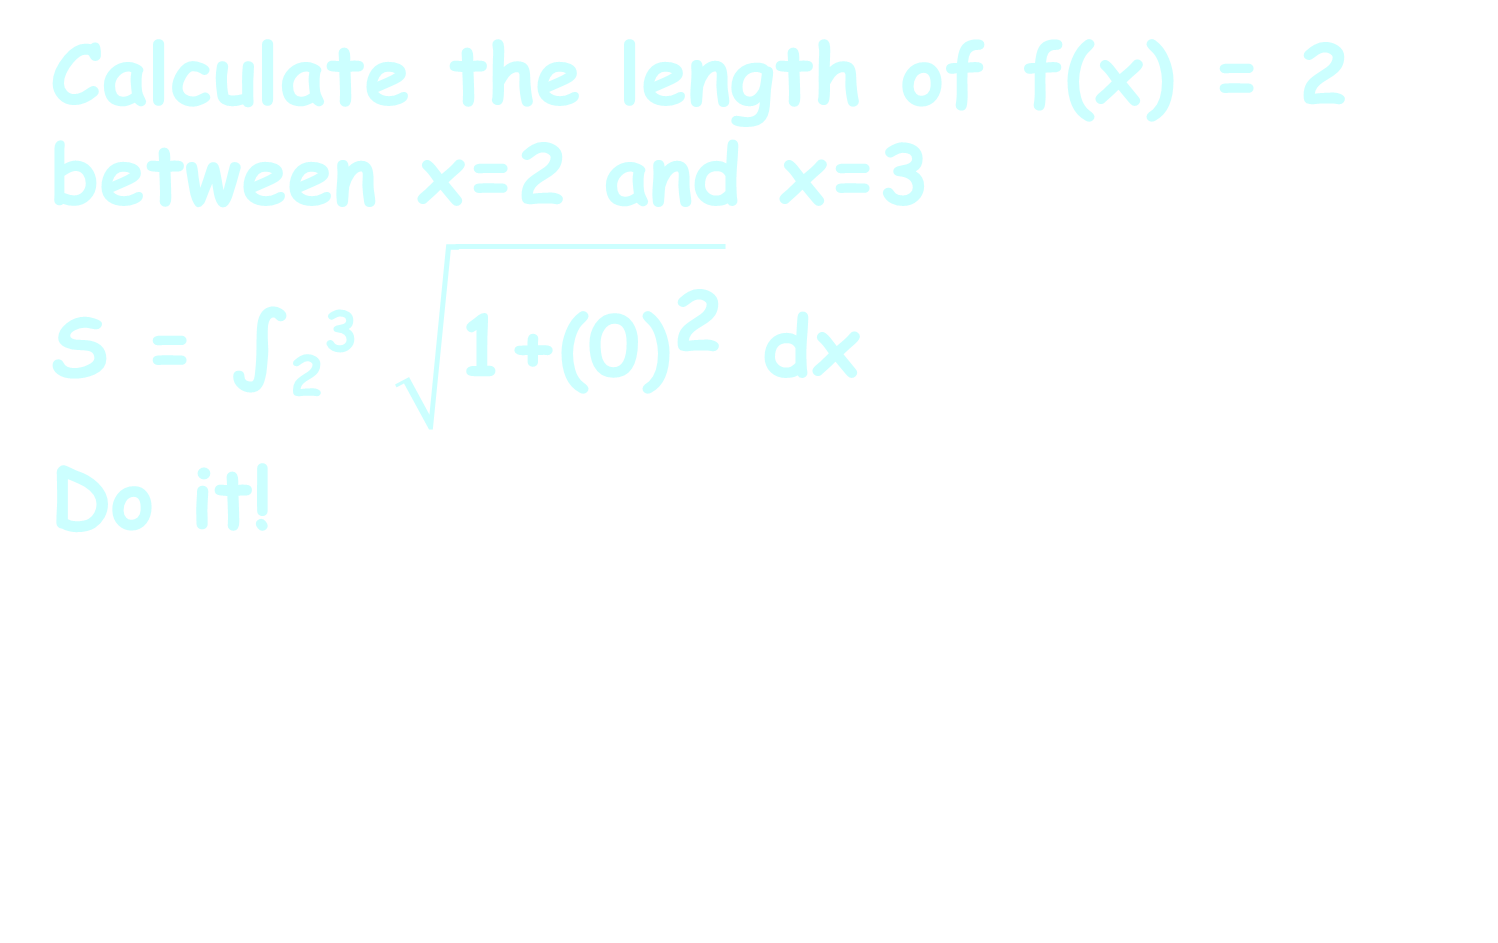 Calculate the length of f(x) = 2
between x=2 and x=3
S = ∫₂³ √1+(0)² dx
Do it!